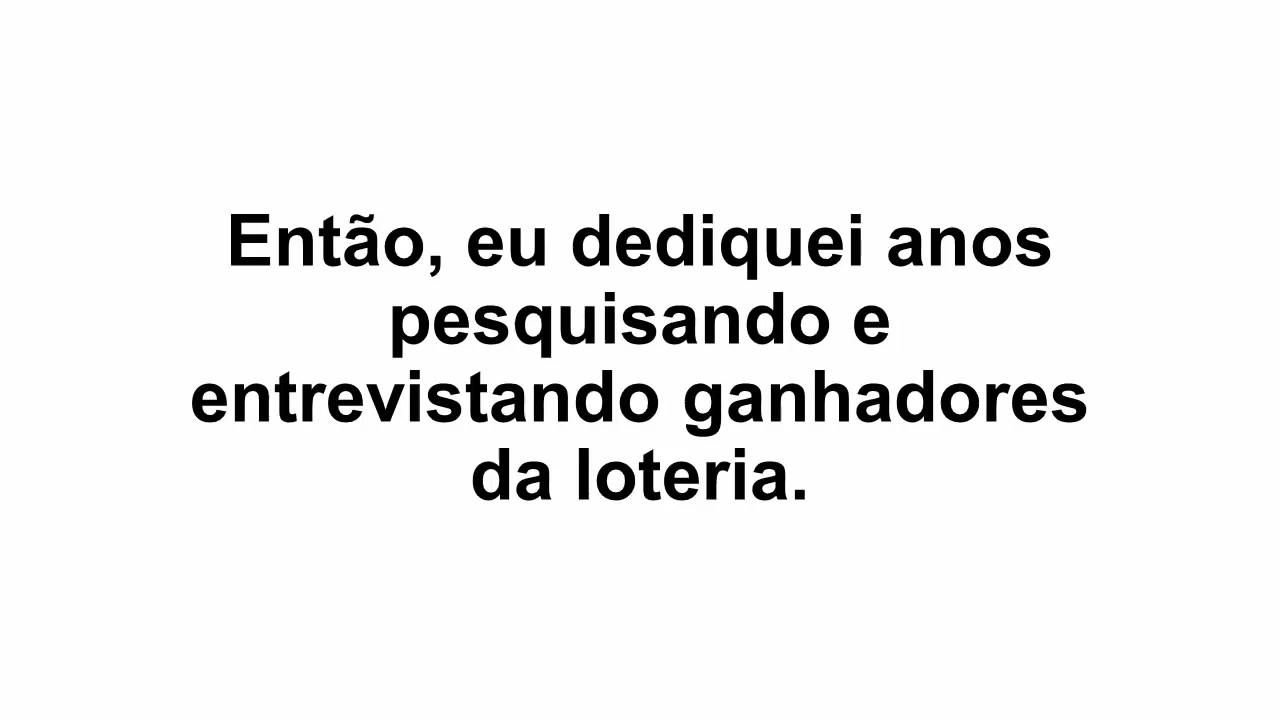 Então, eu dediquei anos
pesquisando e
entrevistando ganhadores
da loteria.